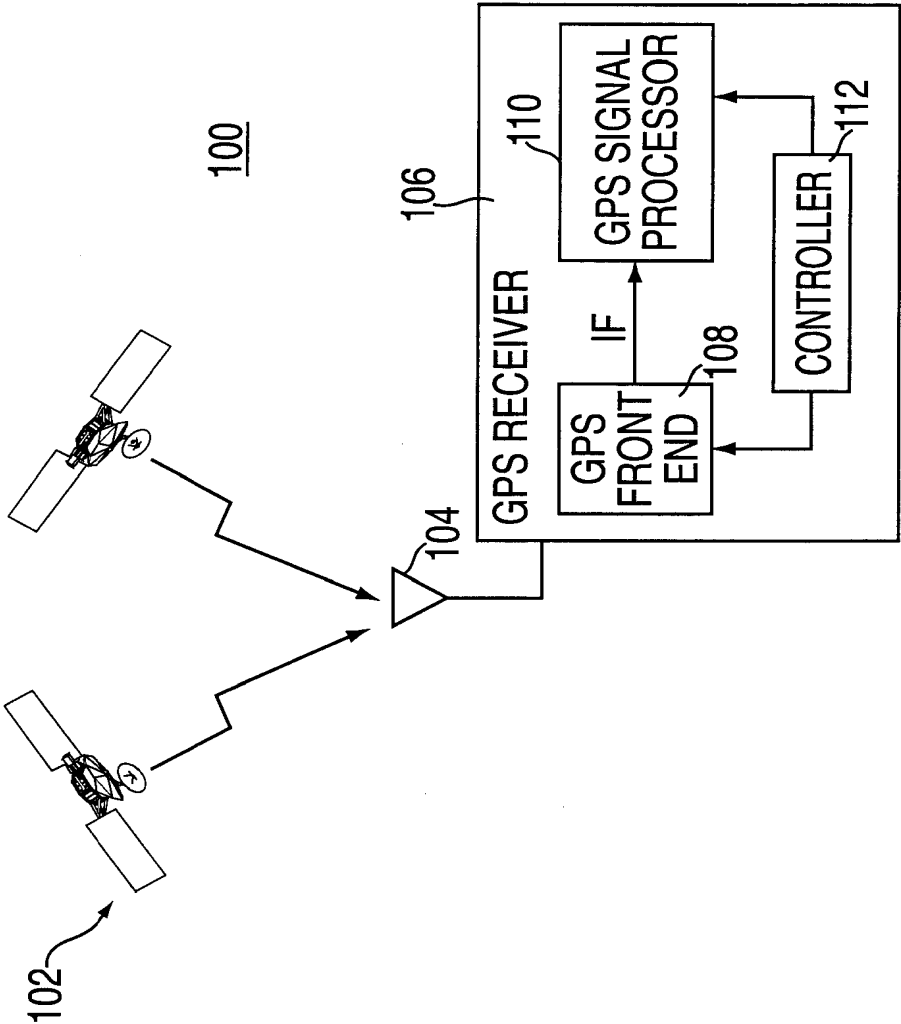 100
102
104
106
GPS RECEIVER
110
GPS SIGNAL
PROCESSOR
IF
108
GPS
FRONT
END
112
CONTROLLER